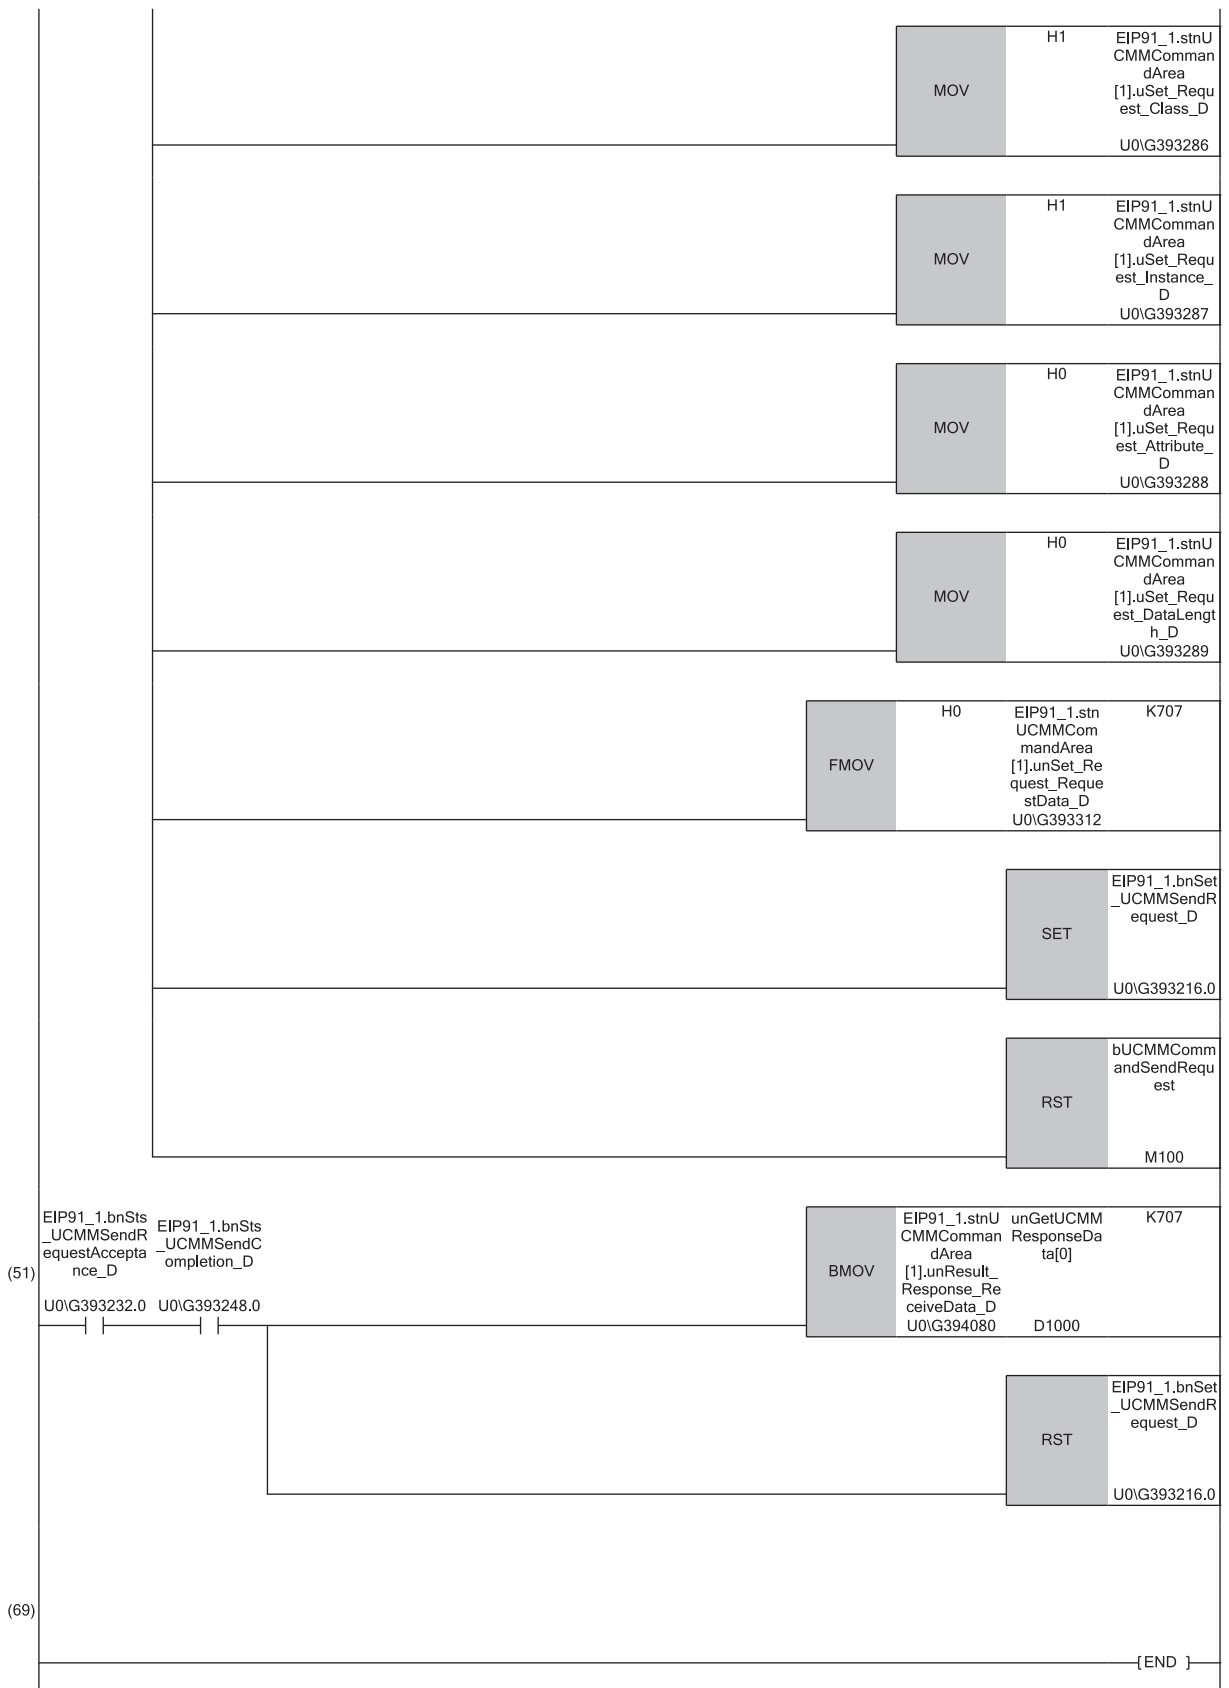 H1
EIP91_1.stnU
CMMComman
dArea
[1].uSet_Requ
est_Class_D
MOV
U0\G393286
H1
EIP91_1.stnU
CMMComman
dArea
[1].uSet_Requ
est_Instance_
D
MOV
U0\G393287
H0
EIP91_1.stnU
CMMComman
dArea
[1].uSet_Requ
est_Attribute_
D
MOV
U0\G393288
H0
EIP91_1.stnU
CMMComman
dArea
[1].uSet_Requ
est_DataLengt
h_D
MOV
U0\G393289
FMOV
H0
EIP91_1.stn
UCMMCom
mandArea
[1].unSet_Re
quest_Reque
stData_D
U0\G393312
K707
SET
EIP91_1.bnSet
_UCMMSendR
equest_D
U0\G393216.0
RST
bUCMMComm
andSendRequ
est
M100
(51)
EIP91_1.bnSts
_UCMMSendR
equestAccepta
nce_D
U0\G393232.0
EIP91_1.bnSts
_UCMMSendC
ompletion_D
U0\G393248.0
BMOV
EIP91_1.stnU
CMMComman
dArea
[1].unResult_
Response_Re
ceiveData_D
U0\G394080
unGetUCMM
ResponseDa
ta[0]
D1000
K707
RST
EIP91_1.bnSet
_UCMMSendR
equest_D
U0\G393216.0
(69)
[END ]